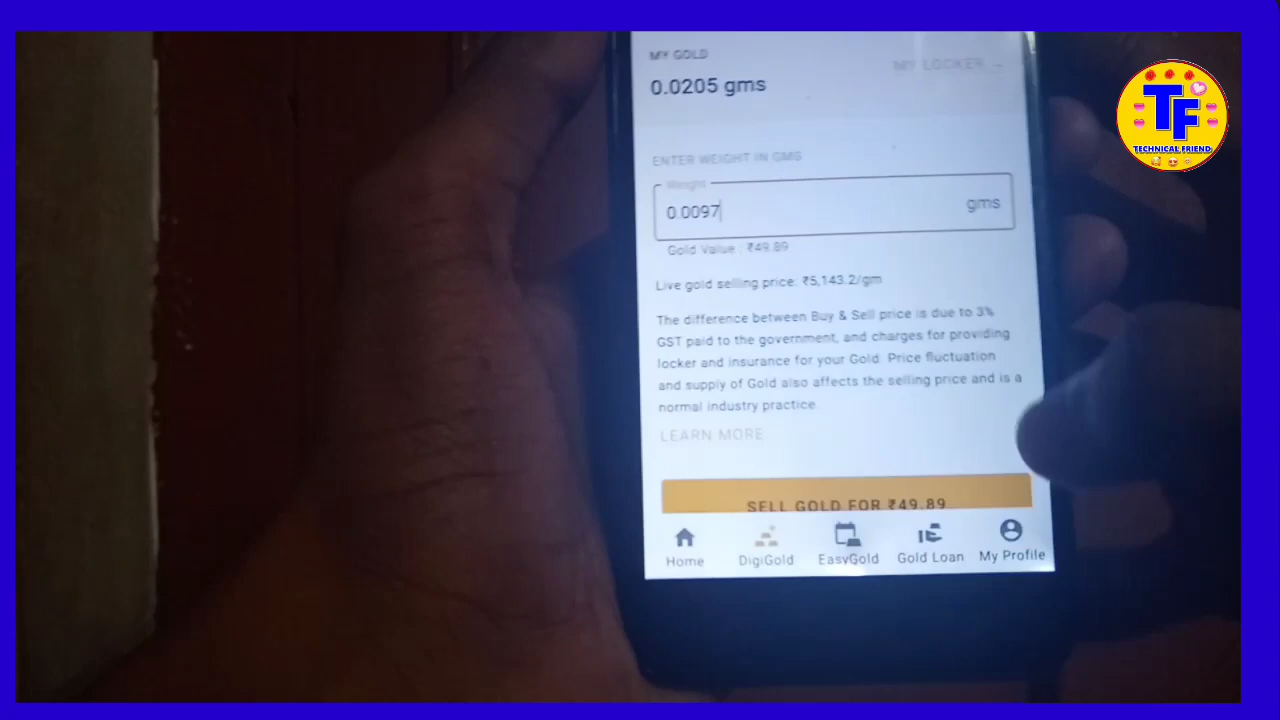 MY GOLD
MY LOCKER →
0.0205 gms
ENTER WEIGHT IN GMS
Weight
0.0097
gms
Gold Value : ₹49.89
Live gold selling price: ₹5,143.2/gm
The difference between Buy & Sell price is due to 3%
GST paid to the government, and charges for providing
locker and insurance for your Gold. Price fluctuation
and supply of Gold also affects the selling price and is a
normal industry practice.
LEARN MORE
SELL GOLD FOR ₹49.89
Home
DigiGold
EasyGold
Gold Loan
My Profile
TF
TECHNICAL FRIEND